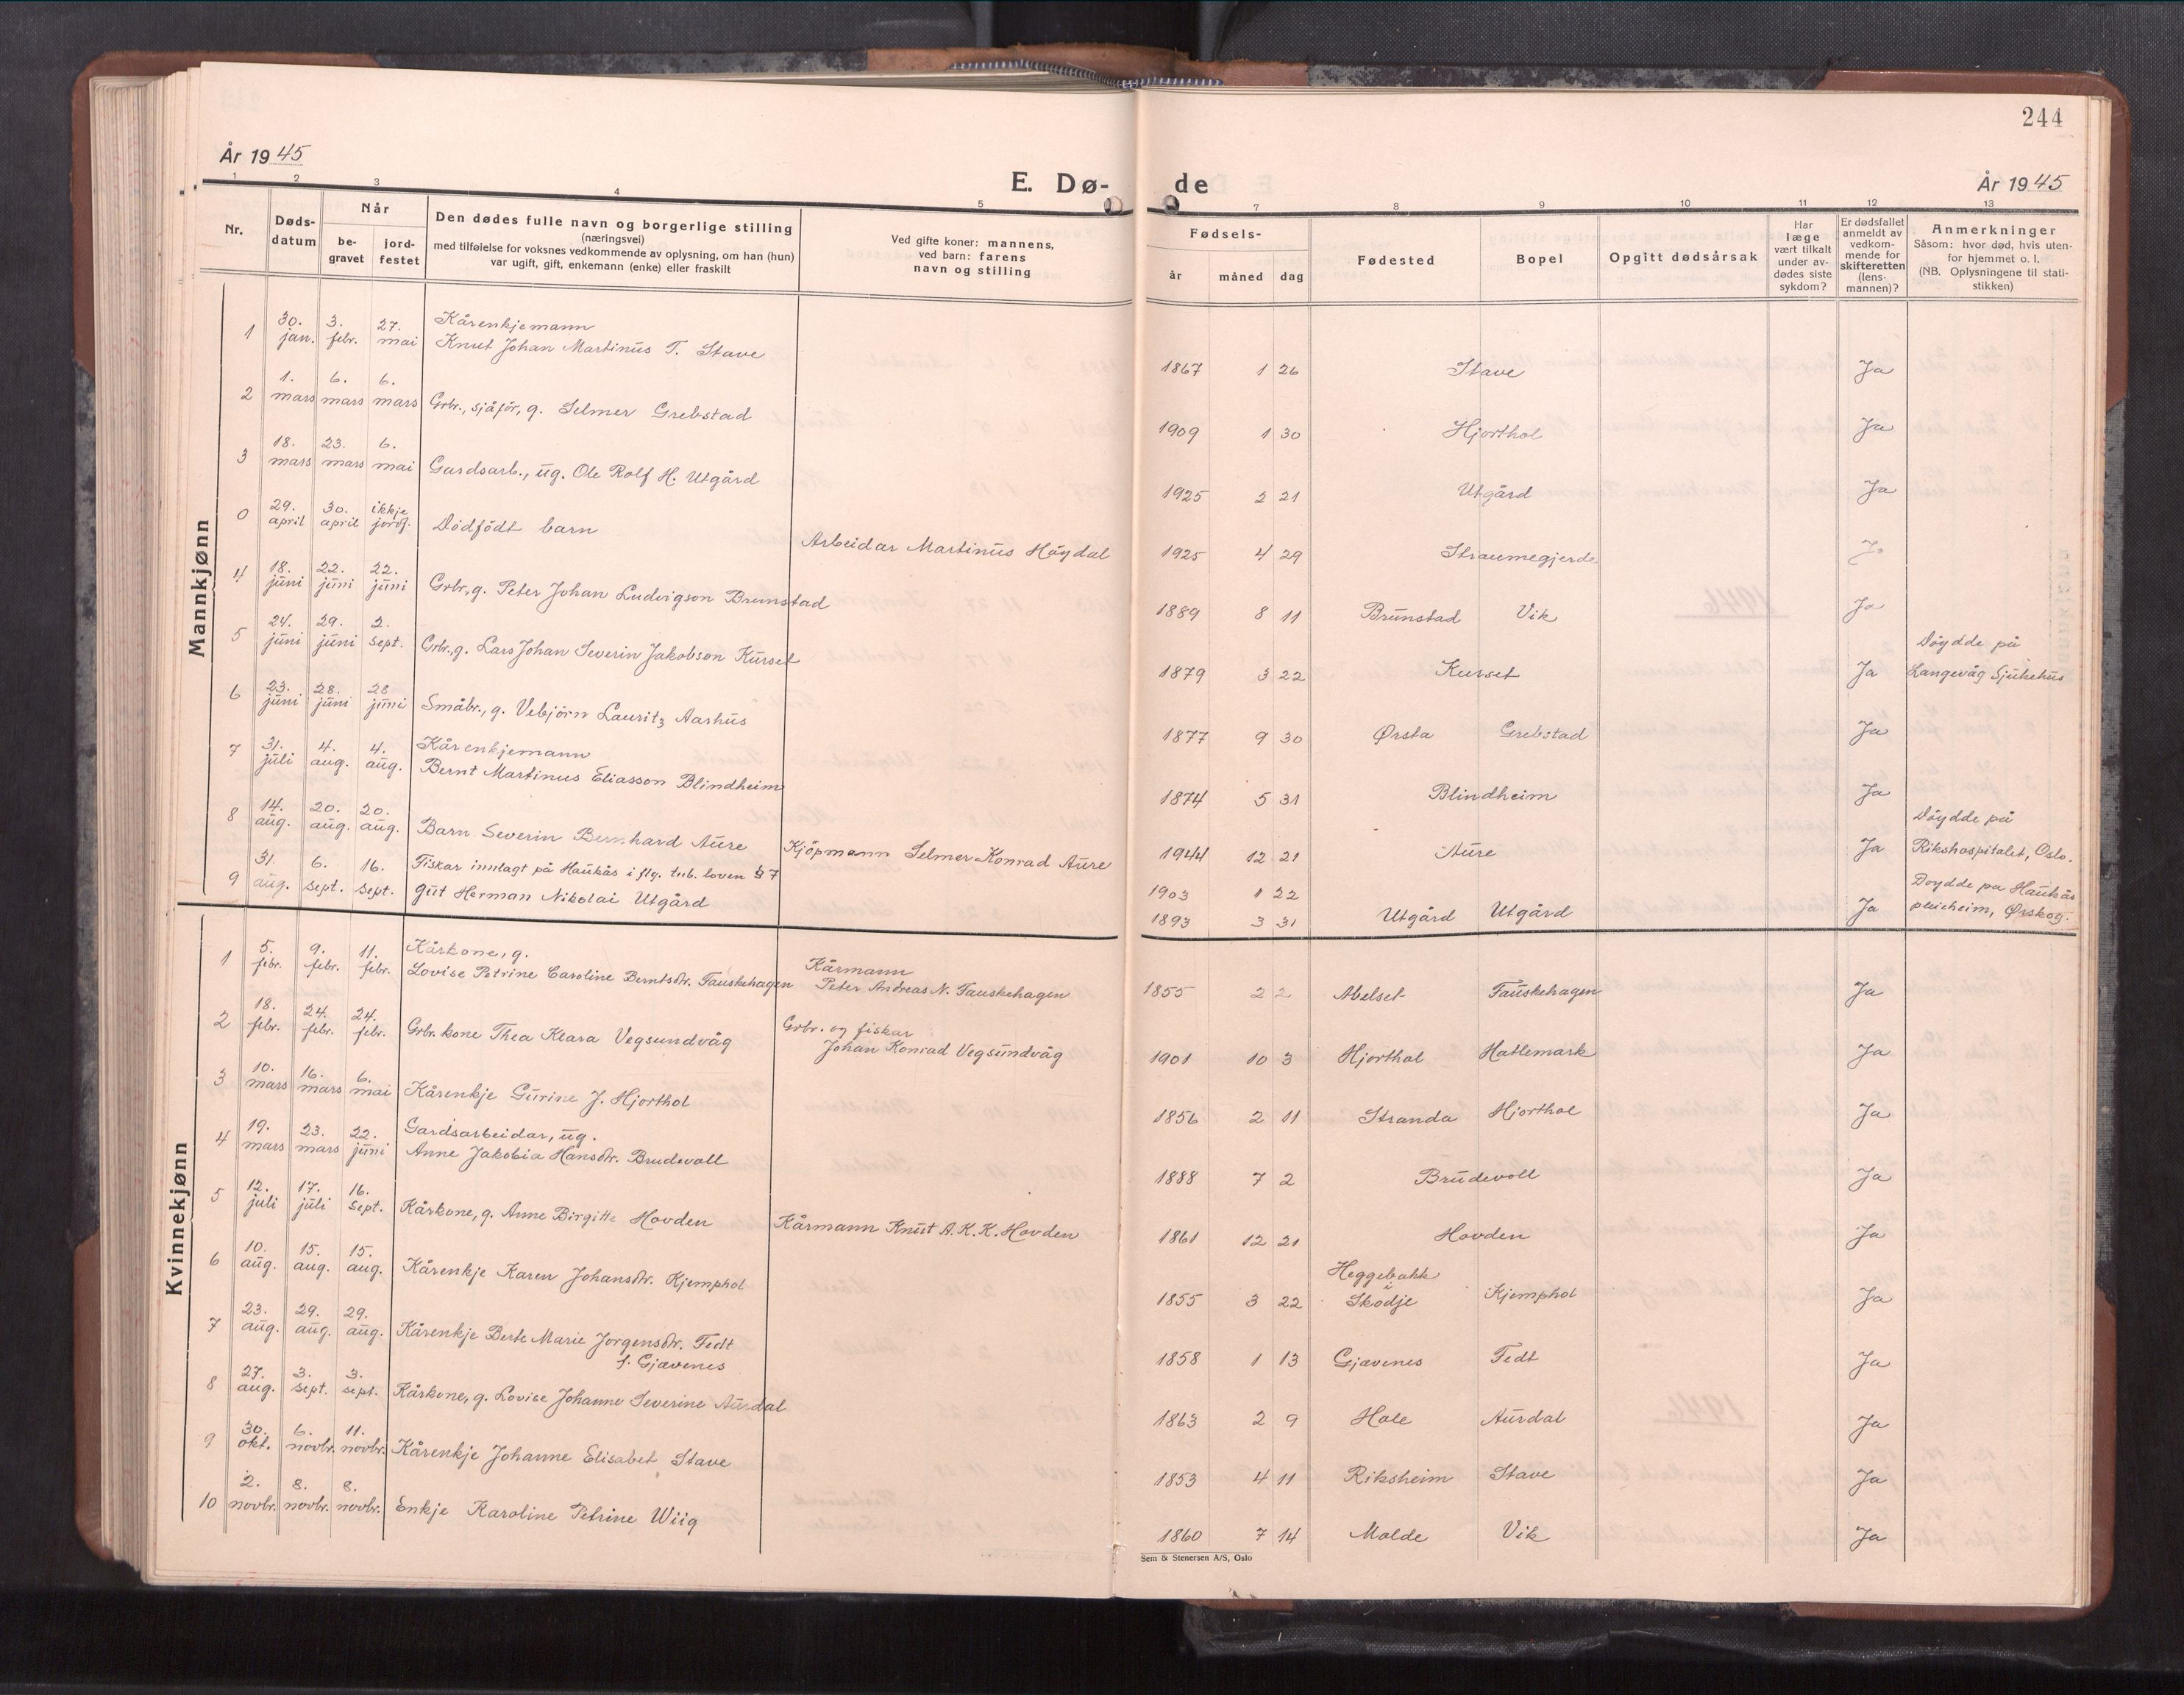 244
År 1945
E. Dø-
de
År 1945
1 2 3 4 5 7 8 9 10 11 12 13
Nr.
Døds-
datum
Når
be-
gravet
jord-
festet
Den dødes fulle navn og borgerlige stilling
(næringsvei)
med tilføielse for voksnes vedkommende av oplysning, om han (hun)
var ugift, gift, enkemann (enke) eller fraskilt
Ved gifte koner: mannens,
ved barn: farens
navn og stilling
Fødsels-
år måned dag
Fødested
Bopel
Opgitt dødsårsak
Har
læge
vært tilkalt
under av-
dødes siste
sykdom?
Er dødsfallet
anmeldt av
vedkom-
mende for
skifteretten
(lens-
mannen)?
Anmerkninger
Såsom: hvor død, hvis uten-
for hjemmet o. l.
(NB. Oplysningene til stati-
stikken)
Mannkjønn
1 30. jan. 3. febr. 27. mai Kårenkjemann
Knut Johan Martinus T. Stave 1867 1 26 Stave Ja
2 1. mars 6. mars 6. mars Grbr., sjåfør, g. Selmer Grebstad 1909 1 30 Hjorthol Ja
3 18. mars 23. mars 6. mai Gardsarb., ug. Ole Rolf H. Utgård 1925 2 21 Utgård Ja
0 29. april 30. april ikkje jordf. Dödfödt barn Arbeidar Martinus Höydal 1925 4 29 Straumegjerde Ja
4 18. juni 22. juni 22. juni Grbr., g. Peter Johan Ludvigson Brunstad 1889 8 11 Brunstad Vik Ja
5 24. juni 29. juni 2. sept. Grbr., g. Lars Johan Severin Jakobson Kurset 1879 3 22 Kurset Ja Döydde på
Langevåg Sjukehus
6 23. juni 28. juni 28 juni Småbr., g. Vebjörn Lauritz Aarhus 1877 9 30 Ørsta Grebstad Ja
7 31. juli 4. aug. 4. aug. Kårenkjemann
Bernt Martinus Eliasson Blindheim 1874 5 31 Blindheim Ja
8 14. aug. 20. aug. 20. aug. Barn Severin Bernhard Aure Kjöpmann Selmer Konrad Aure 1944 12 21 Aure Ja Döydde på
Rikshospitalet, Oslo.
9 31. aug. 6. sept. 16. sept. Fiskar innlagt på Haukås i flg. tub. loven § 7 1903 1 22
gut Herman Nikolai Utgård 1893 3 31 Utgård Utgård Ja Döydde på Haukås
pleieheim, Ørskog.
Kvinnekjønn
1 5. febr. 9. febr. 11. febr. Kårkone, g.
Lovise Petrine Caroline Berntsdr. Fauskehagen Kårmann
Peter Andreas N. Fauskehagen 1855 2 2 Abelset Fauskehagen Ja
2 18. febr. 24. febr. 24. febr. Grbr. kone Thea Klara Vegsundvåg Grbr. og fiskar
Johan Konrad Vegsundvåg 1901 10 3 Hjorthol Hatlemark Ja
3 10. mars 16. mars 6. mai Kårenkje Gurine J. Hjorthol 1856 2 11 Stranda Hjorthol Ja
4 19. mars 23. mars 22. juni Gardsarbeidar, ug.
Anne Jakobia Hansdr. Brudevoll 1888 7 2 Brudevoll Ja
5 12. juli 17. juli 16. sept. Kårkone, g. Anne Birgitte Hovden Kårmann Knut A. K. K. Hovden 1861 12 21 Hovden Ja
6 10. aug. 15. aug. 15. aug. Kårenkje Karen Johansdr. Kjemphol 1855 3 22 Heggebakk
i Skodje Kjemphol Ja
7 23. aug. 29. aug. 29. aug. Kårenkje Berte Marie Jorgensdr. Fedt
f. Gjævenes 1858 1 13 Gjævenes Fedt Ja
8 27. aug. 3. sept. 3. sept. Kårkone, g. Lovise Johanne Severine Aursdal 1863 2 9 Hole Aurdal Ja
9 30. okt. 6. novbr. 11. novbr. Kårenkje Johanne Elisabet Stave 1853 4 11 Riksheim Stave Ja
10 2. novbr. 8. novbr. 8. novbr. Enkje Karoline Petrine Wiig 1860 7 14 Molde Vik Ja
Sem & Stenersen A/S, Oslo